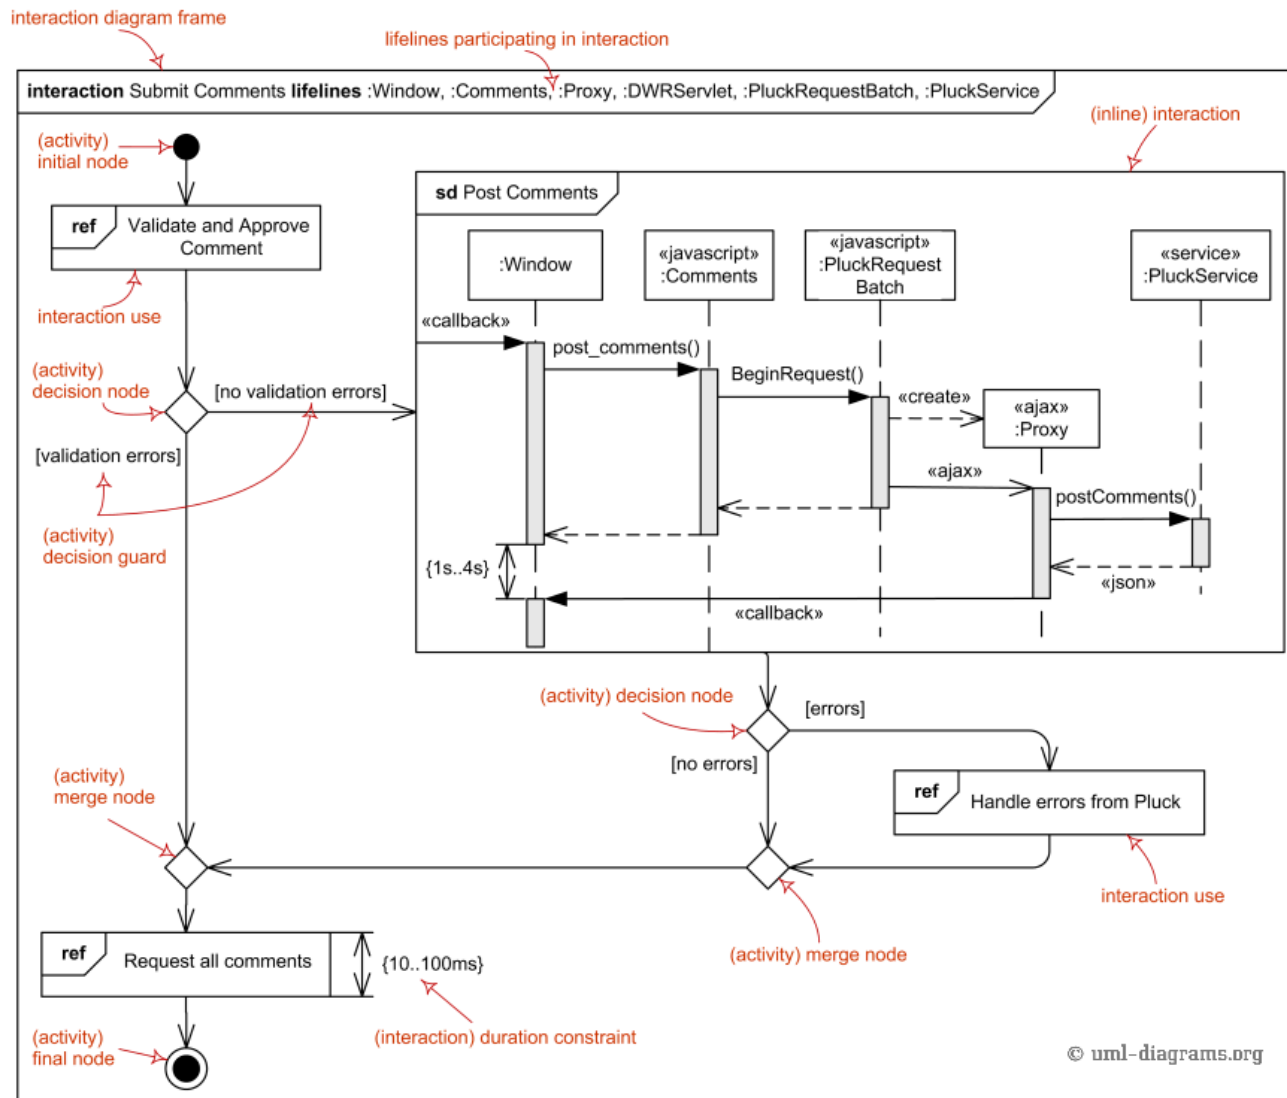 interaction diagram frame
lifelines participating in interaction
interaction Submit Comments lifelines :Window, :Comments, :Proxy, :DWRServlet, :PluckRequestBatch, :PluckService
(activity)
initial node
(inline) interaction
sd Post Comments
ref Validate and Approve
Comment
interaction use
:Window
«javascript»
:Comments
«javascript»
:PluckRequest
Batch
«service»
:PluckService
«callback»
post_comments()
BeginRequest()
«create»
«ajax»
:Proxy
«ajax»
postComments()
«json»
{1s..4s}
«callback»
(activity)
decision node
[no validation errors]
[validation errors]
(activity)
decision guard
(activity) decision node
[errors]
[no errors]
ref Handle errors from Pluck
interaction use
(activity)
merge node
(activity) merge node
ref Request all comments
{10..100ms}
(interaction) duration constraint
(activity)
final node
© uml-diagrams.org